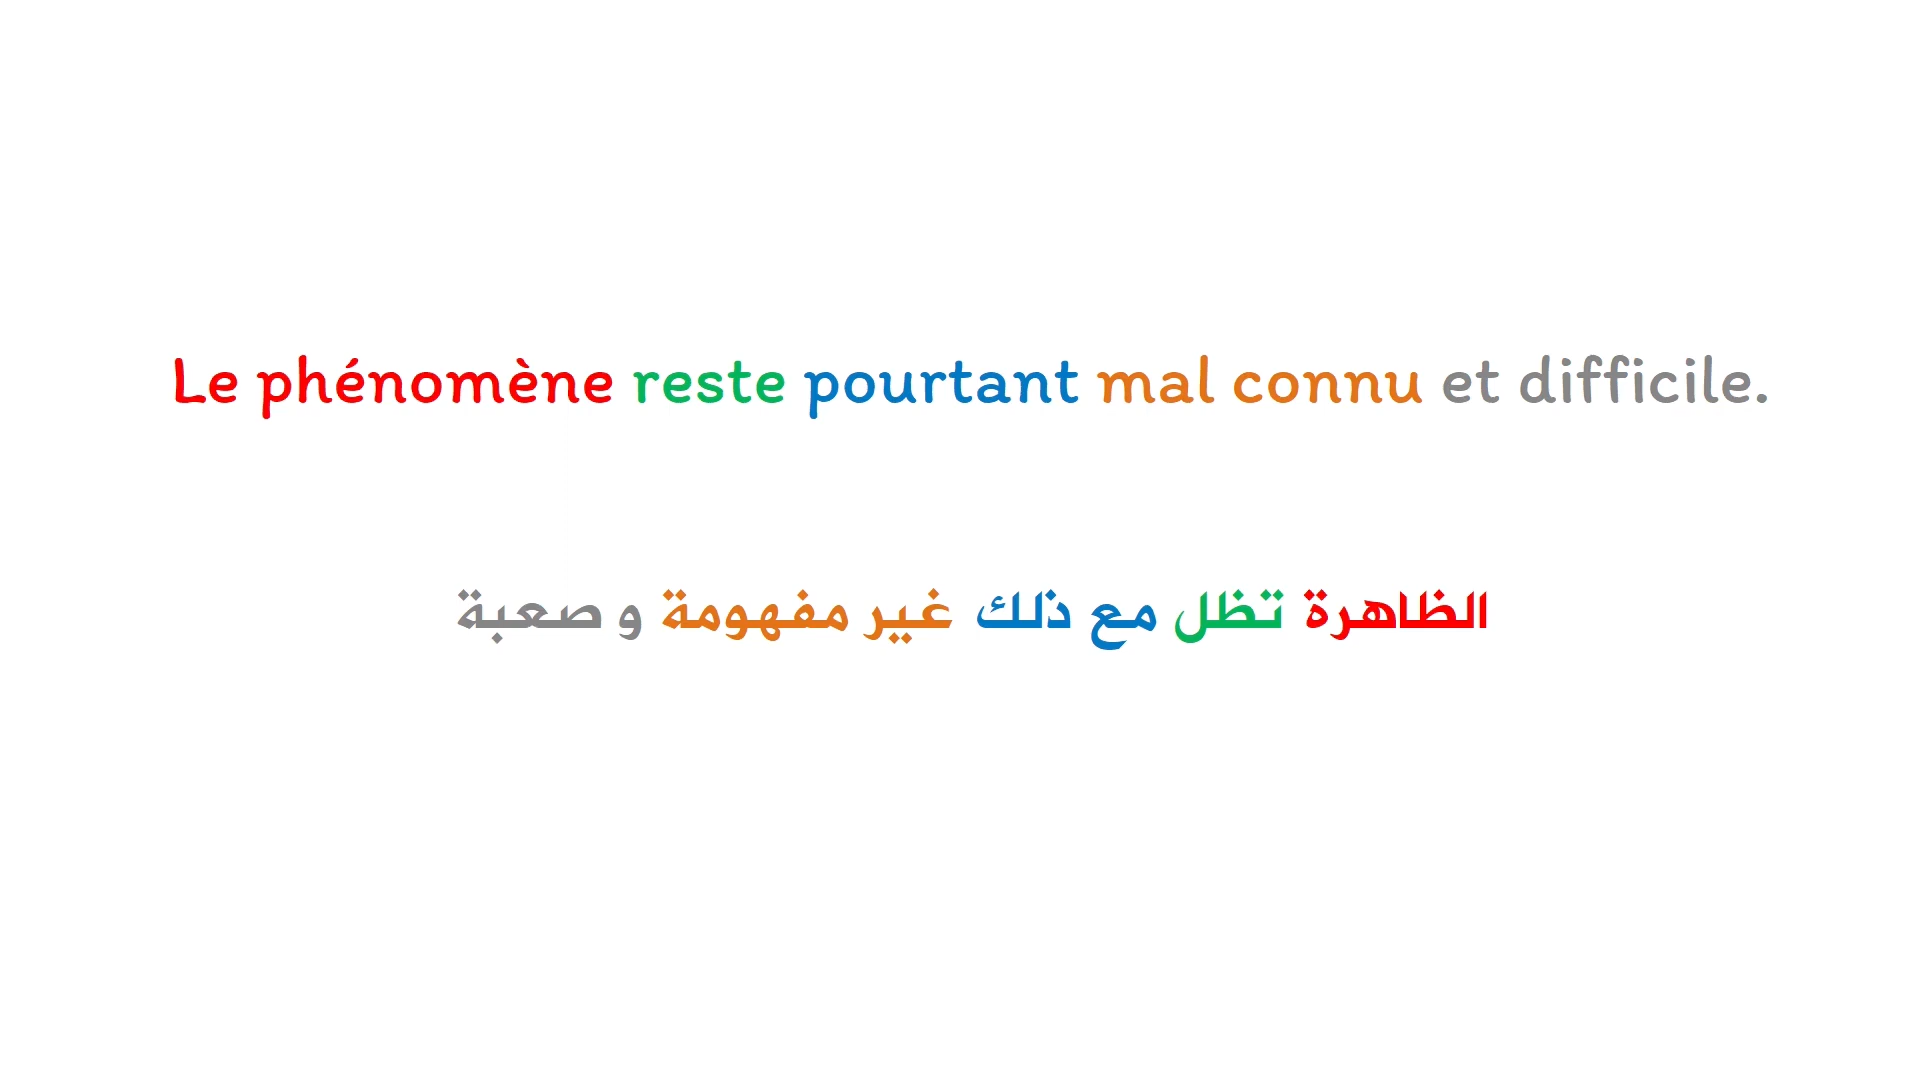 Le phénomène reste pourtant mal connu et difficile.
الظاهرة تظل مع ذلك غير مفهومة و صعبة